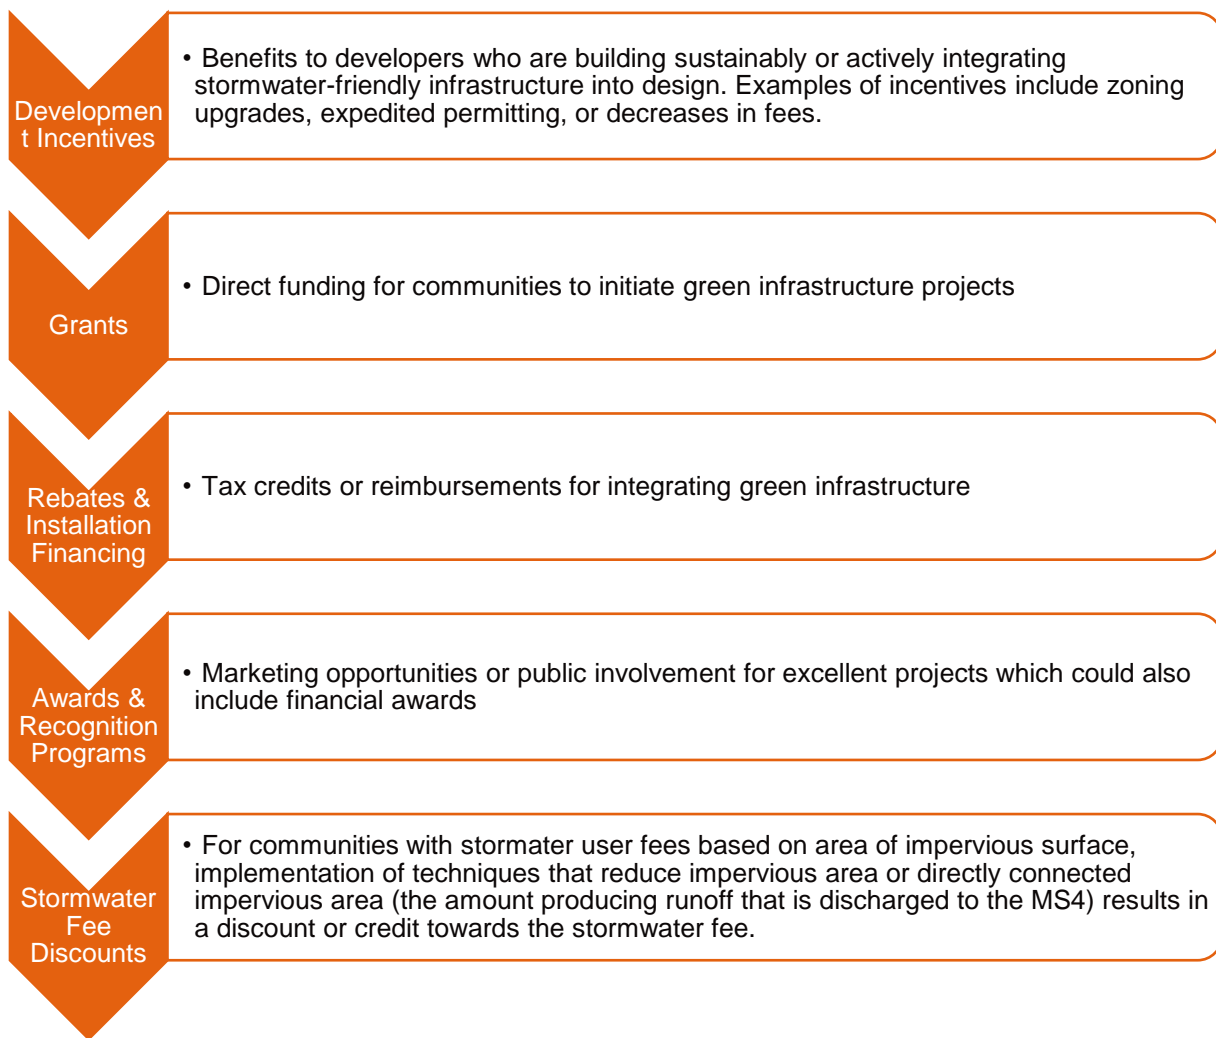 Developmen
t Incentives
• Benefits to developers who are building sustainably or actively integrating
stormwater-friendly infrastructure into design. Examples of incentives include zoning
upgrades, expedited permitting, or decreases in fees.
Grants
• Direct funding for communities to initiate green infrastructure projects
Rebates &
Installation
Financing
• Tax credits or reimbursements for integrating green infrastructure
Awards &
Recognition
Programs
• Marketing opportunities or public involvement for excellent projects which could also
include financial awards
Stormwater
Fee
Discounts
• For communities with stormater user fees based on area of impervious surface,
implementation of techniques that reduce impervious area or directly connected
impervious area (the amount producing runoff that is discharged to the MS4) results in
a discount or credit towards the stormwater fee.